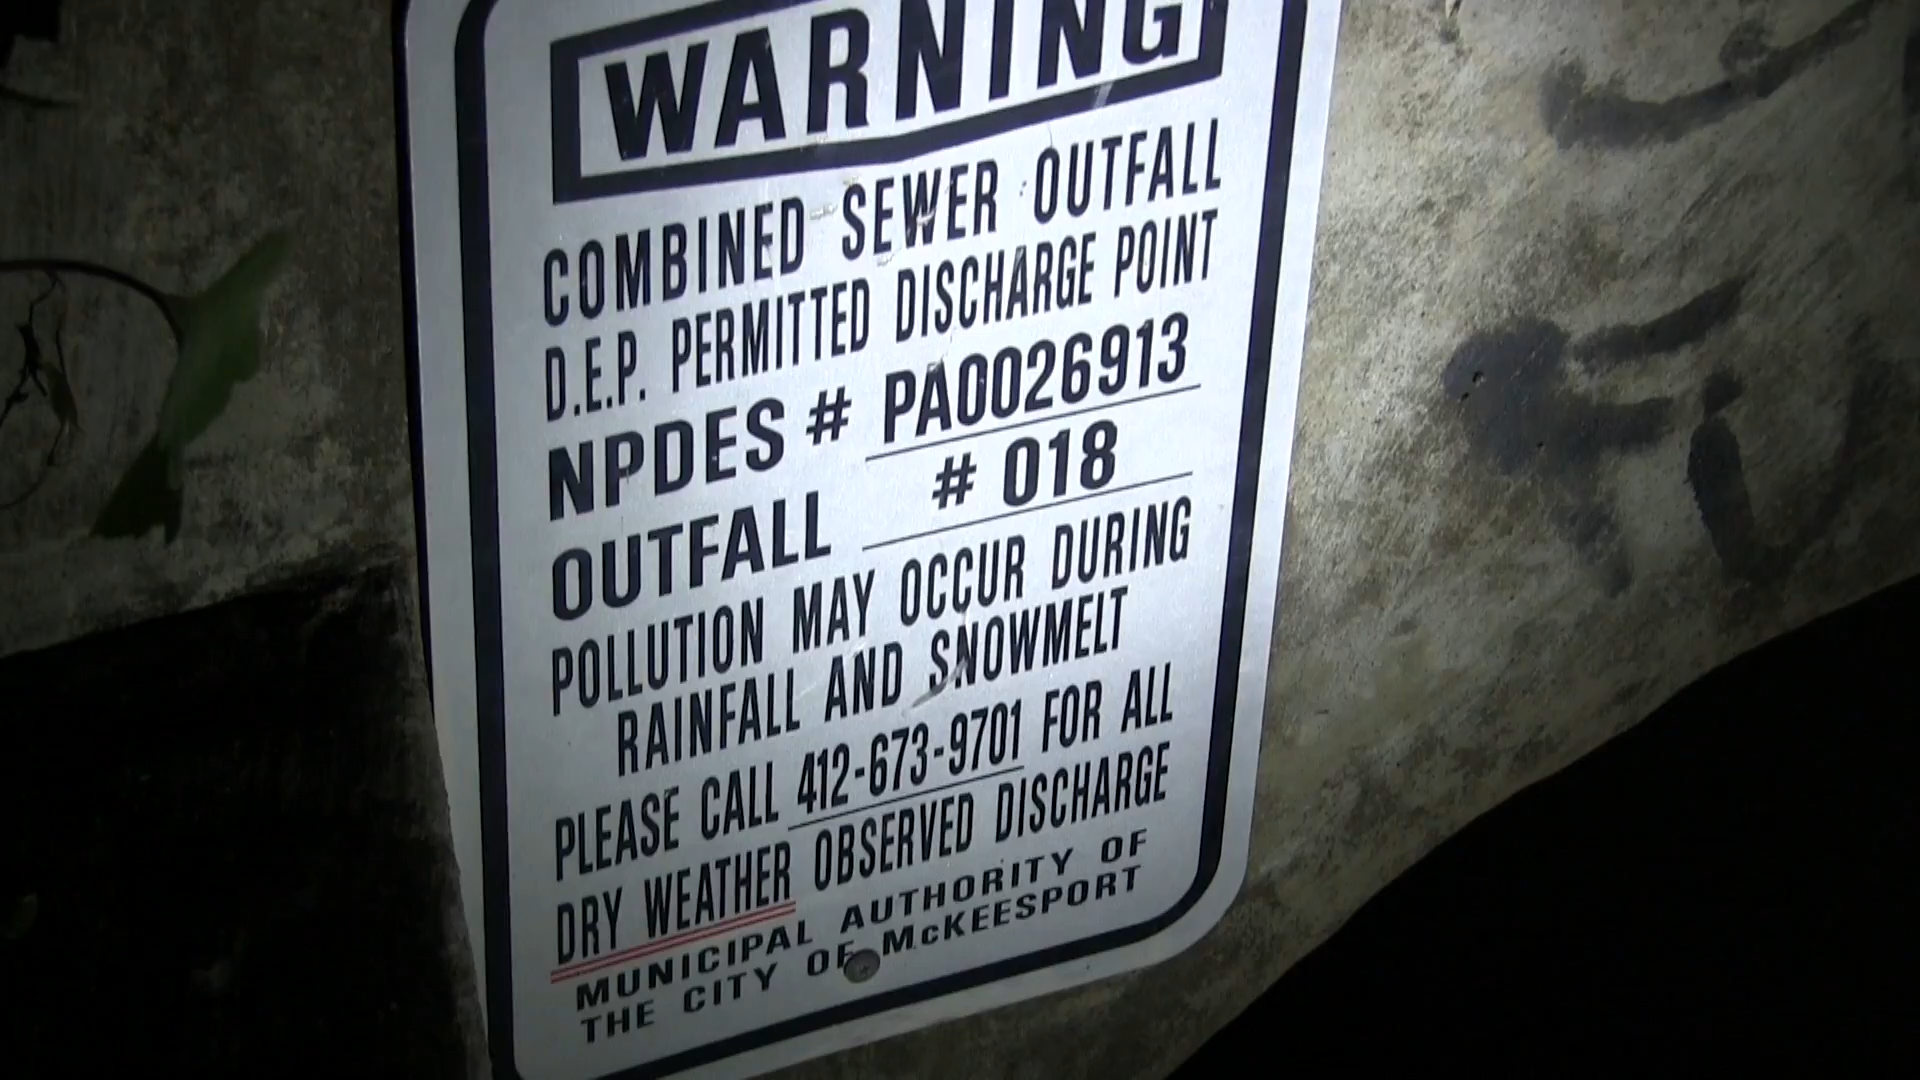 WARNING
COMBINED SEWER OUTFALL
D.E.P. PERMITTED DISCHARGE POINT
NPDES # PA0026913
OUTFALL # 018
POLLUTION MAY OCCUR DURING
RAINFALL AND SNOWMELT
PLEASE CALL 412-673-9701 FOR ALL
DRY WEATHER OBSERVED DISCHARGE
MUNICIPAL AUTHORITY OF
THE CITY OF McKEESPORT